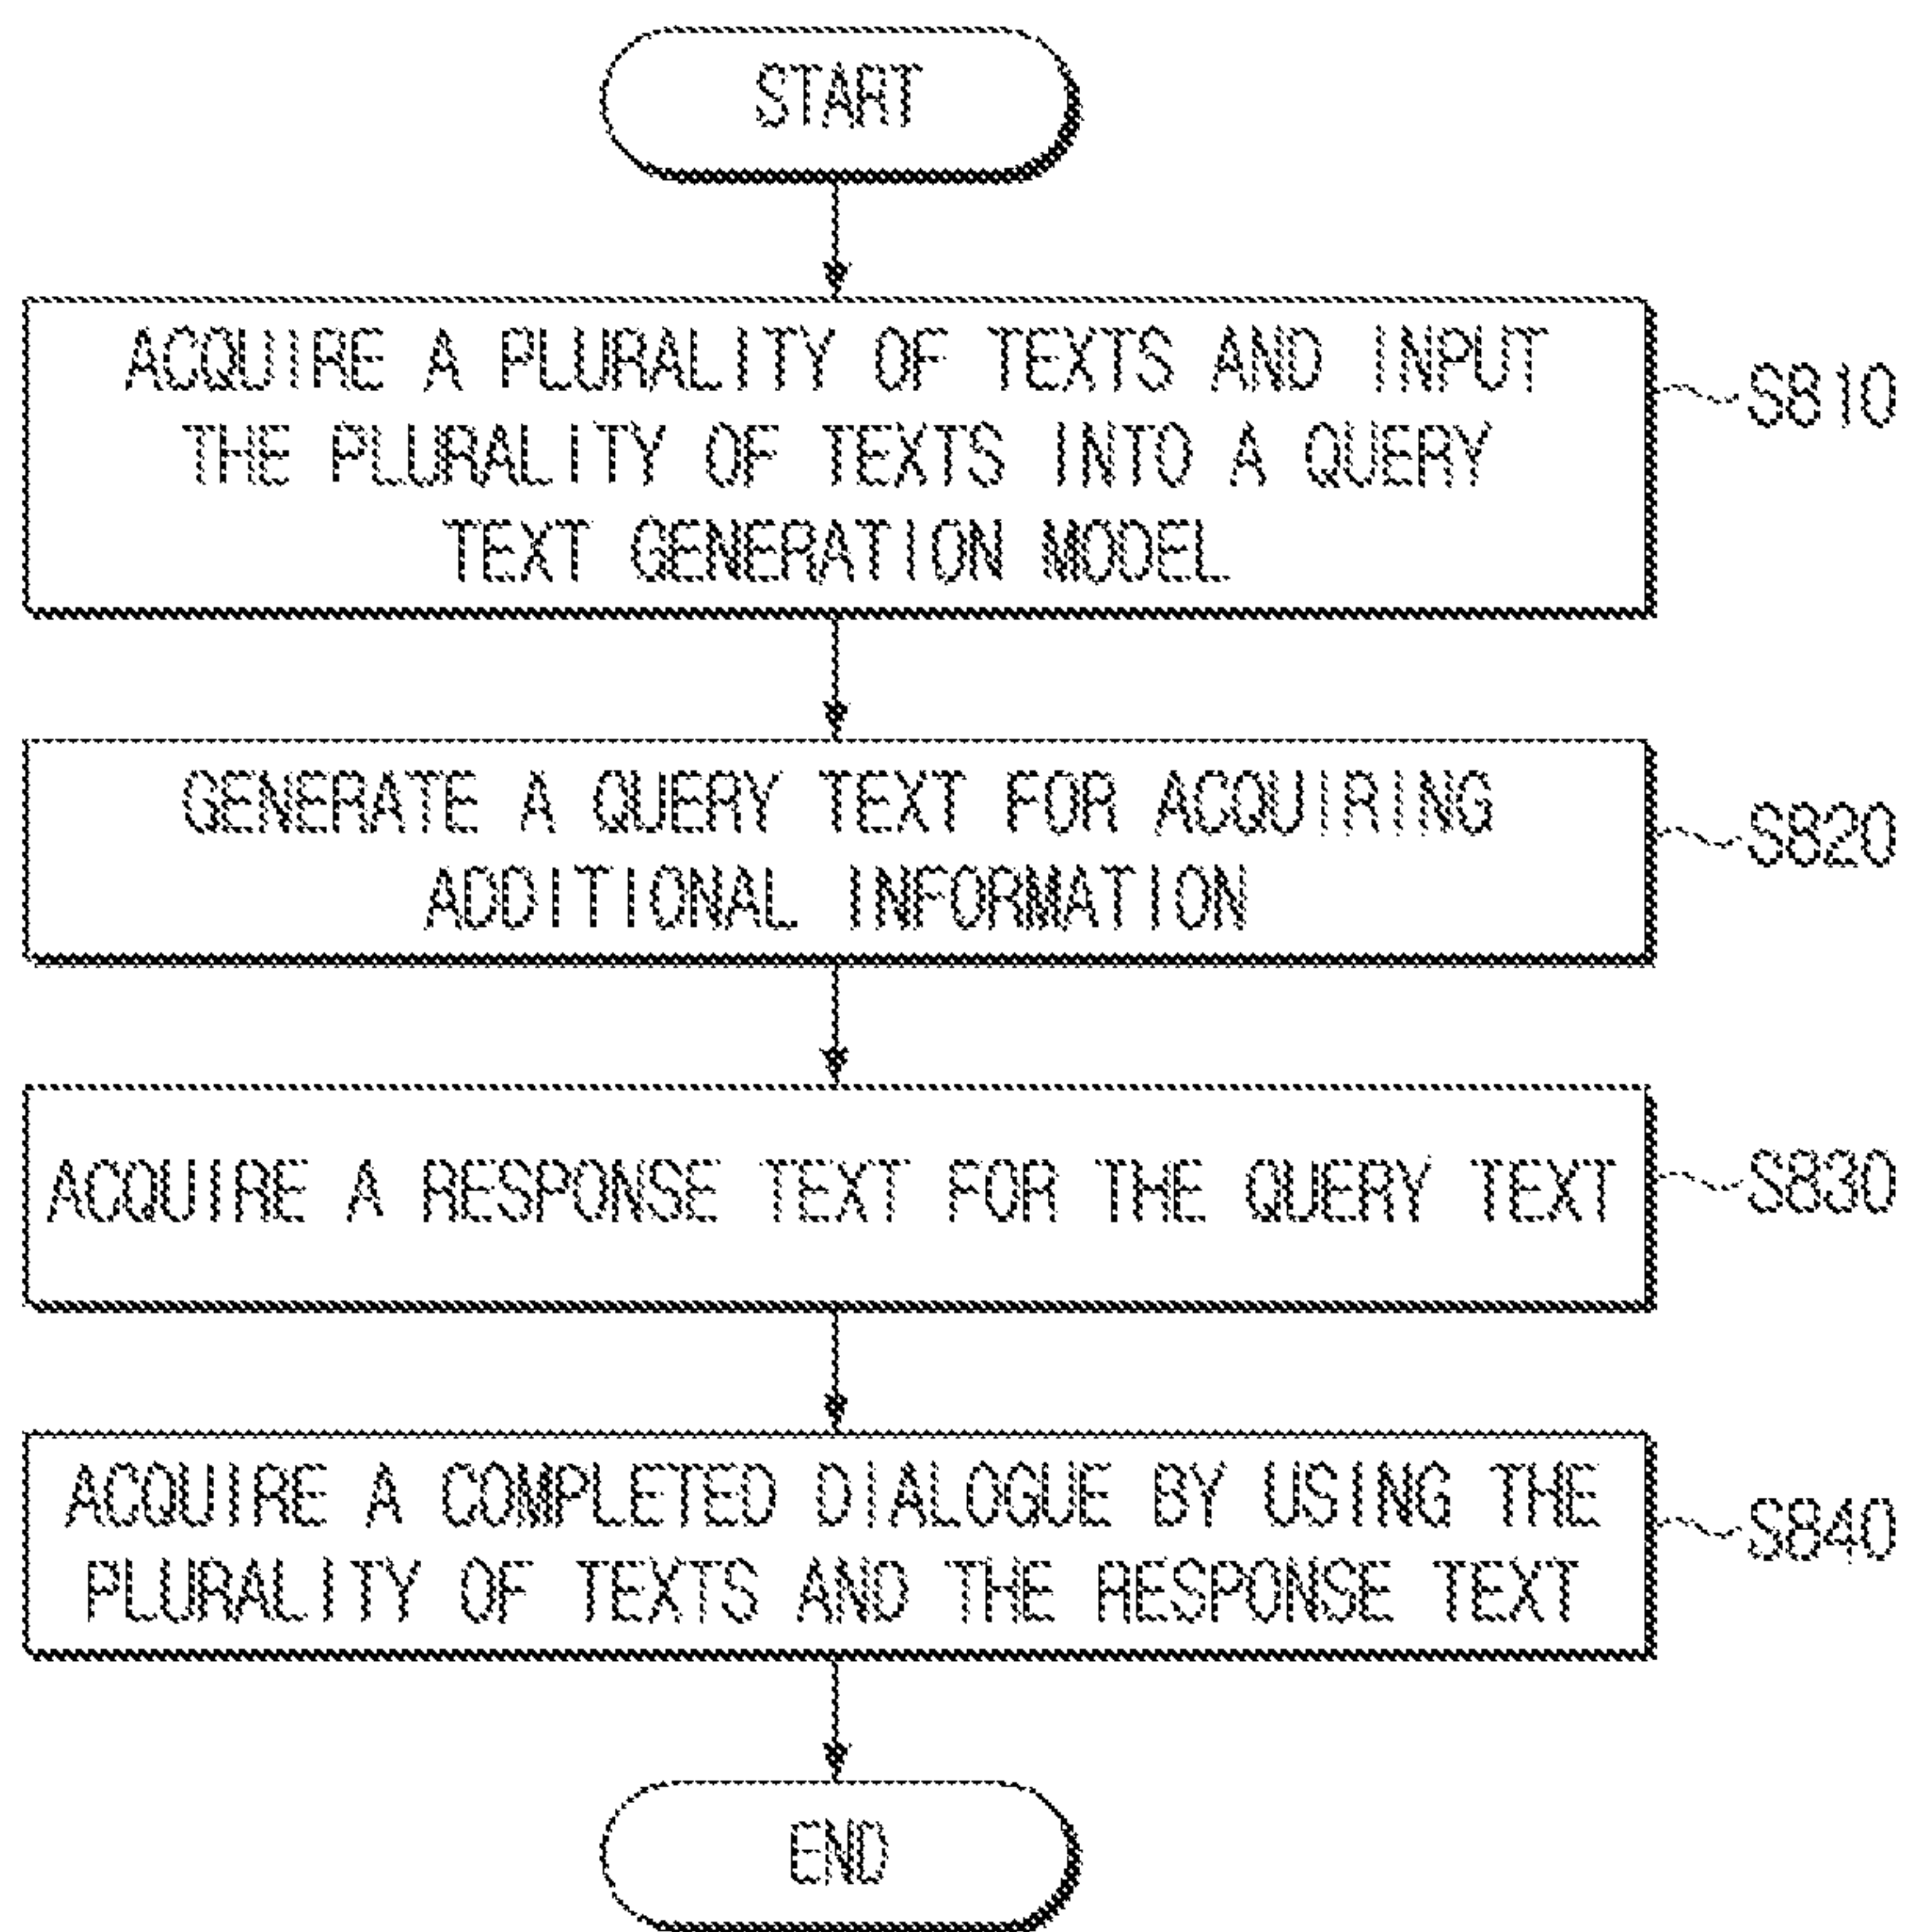 START
ACQUIRE A PLURALITY OF TEXTS AND INPUT
THE PLURALITY OF TEXTS INTO A QUERY
TEXT GENERATION MODEL
S810
GENERATE A QUERY TEXT FOR ACQUIRING
ADDITIONAL INFORMATION
S820
ACQUIRE A RESPONSE TEXT FOR THE QUERY TEXT
S830
ACQUIRE A COMPLETED DIALOGUE BY USING THE
PLURALITY OF TEXTS AND THE RESPONSE TEXT
S840
END